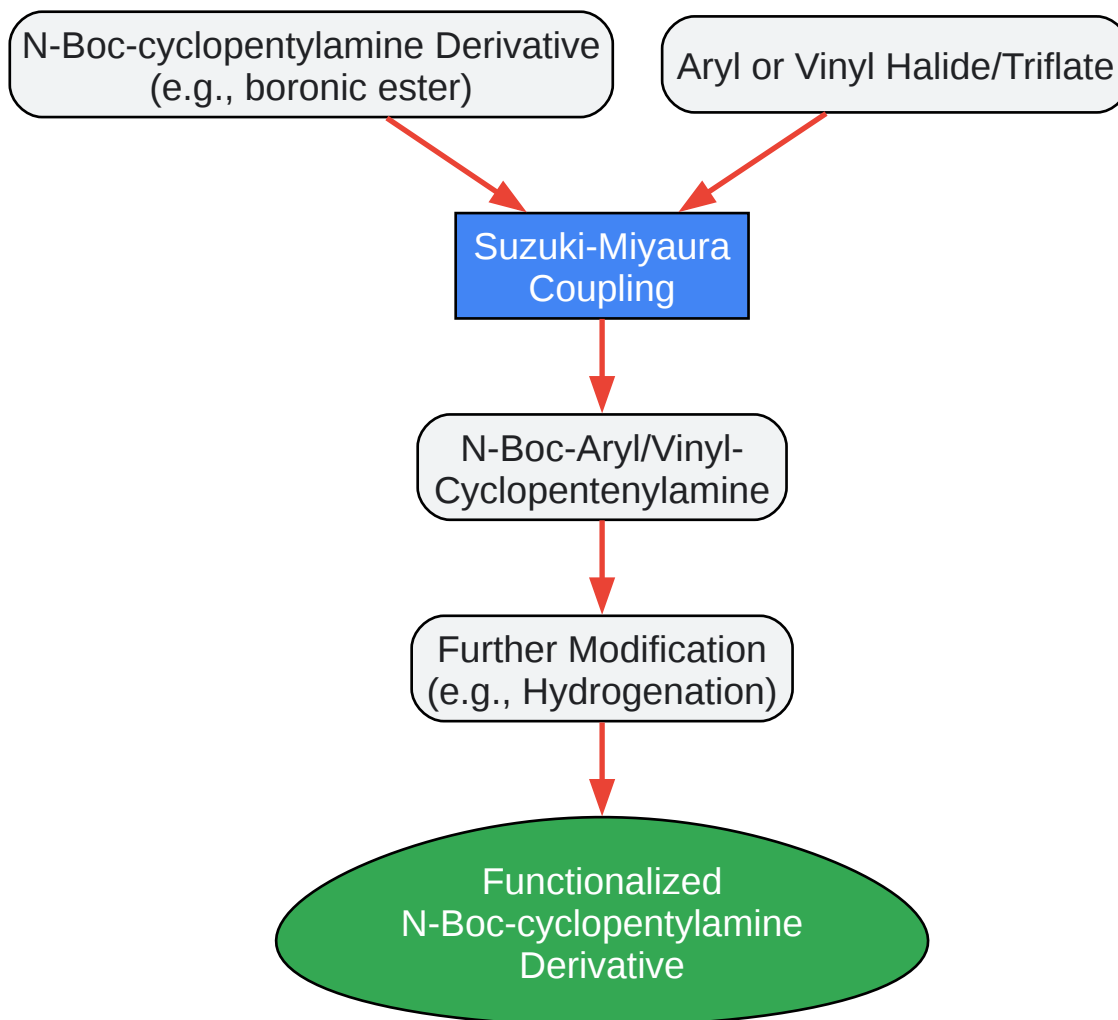 N-Boc-cyclopentylamine Derivative
(e.g., boronic ester)
Aryl or Vinyl Halide/Triflate
Suzuki-Miyaura
Coupling
N-Boc-Aryl/Vinyl-
Cyclopentenylamine
Further Modification
(e.g., Hydrogenation)
Functionalized
N-Boc-cyclopentylamine
Derivative